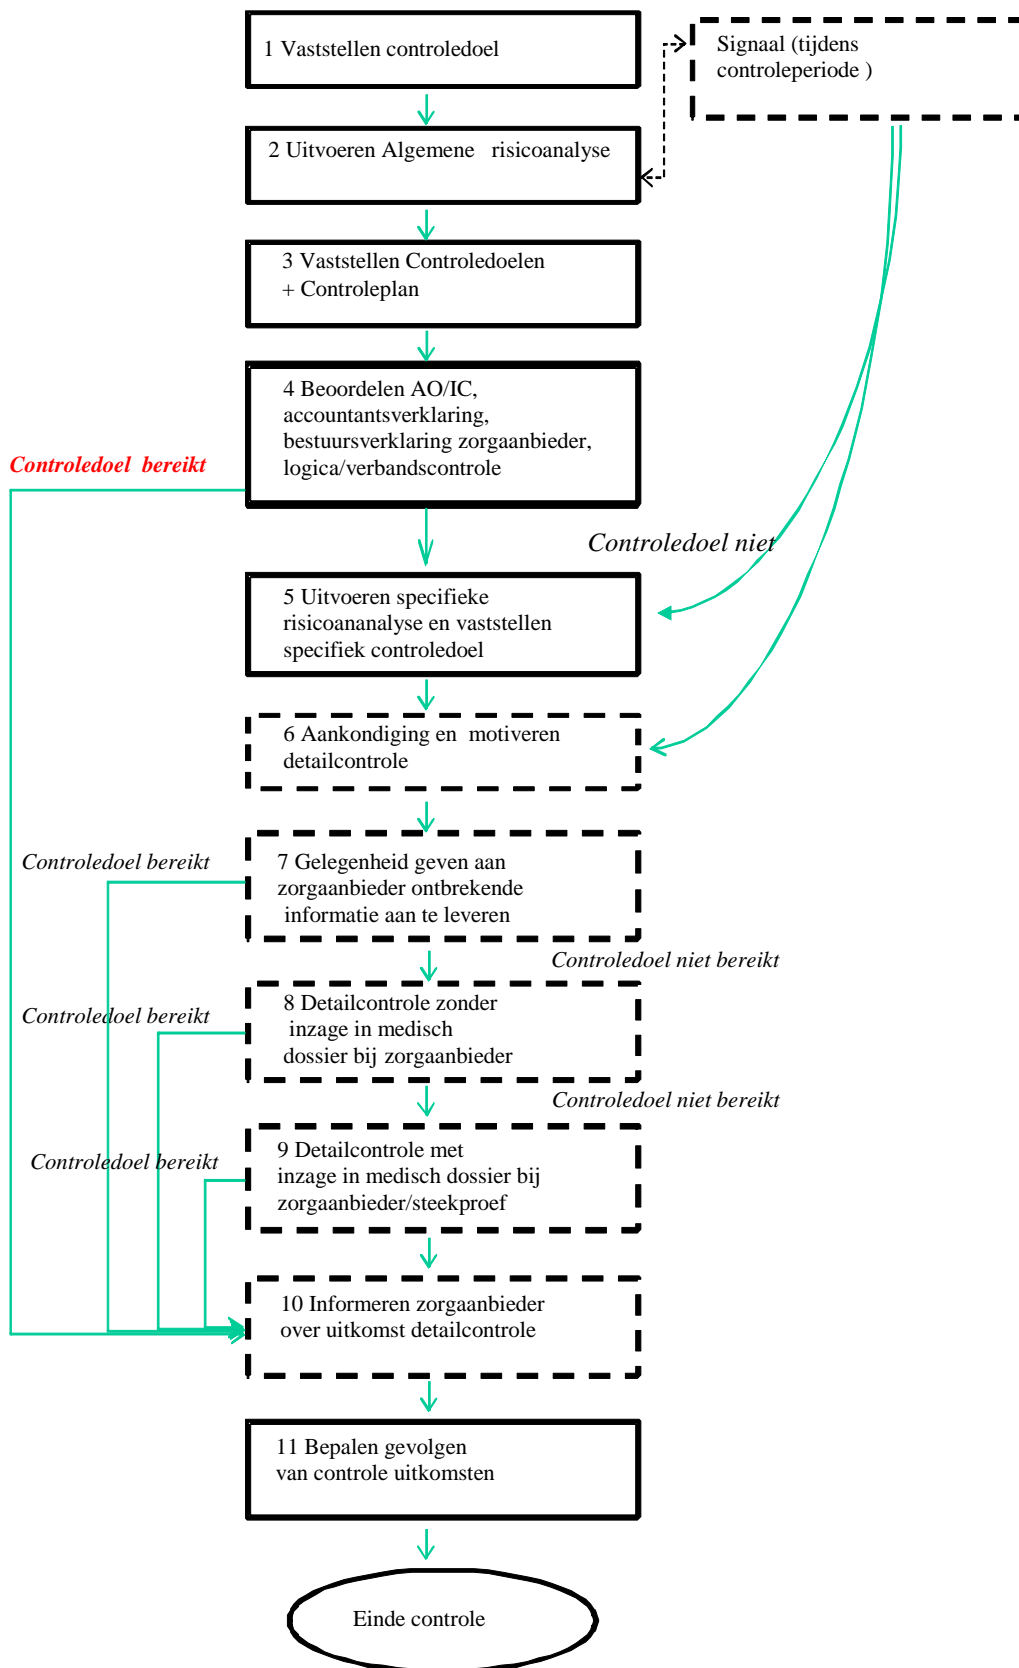 1 Vaststellen controledoel
Signaal (tijdens
controleperiode )
2 Uitvoeren Algemene risicoanalyse
3 Vaststellen Controledoelen
+ Controleplan
4 Beoordelen AO/IC,
accountantsverklaring,
bestuursverklaring zorgaanbieder,
logica/verbandscontrole
Controledoel bereikt
Controledoel niet
5 Uitvoeren specifieke
risicoananalyse en vaststellen
specifiek controledoel
6 Aankondiging en motiveren
detailcontrole
Controledoel bereikt
7 Gelegenheid geven aan
zorgaanbieder ontbrekende
informatie aan te leveren
Controledoel niet bereikt
Controledoel bereikt
8 Detailcontrole zonder
inzage in medisch
dossier bij zorgaanbieder
Controledoel niet bereikt
Controledoel bereikt
9 Detailcontrole met
inzage in medisch dossier bij
zorgaanbieder/steekproef
10 Informeren zorgaanbieder
over uitkomst detailcontrole
11 Bepalen gevolgen
van controle uitkomsten
Einde controle